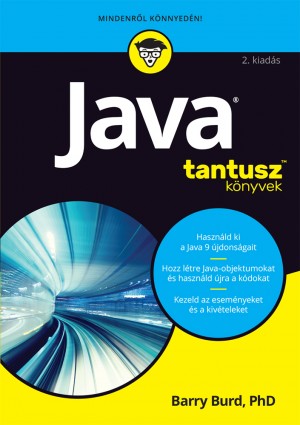 MINDENRŐL KÖNNYEDÉN!
2. kiadás
Java®
tantusz™
könyvek
Használd ki
a Java 9 újdonságait
Hozz létre Java-objektumokat
és használd újra a kódokat
Kezeld az eseményeket
és a kivételeket
Barry Burd, PhD